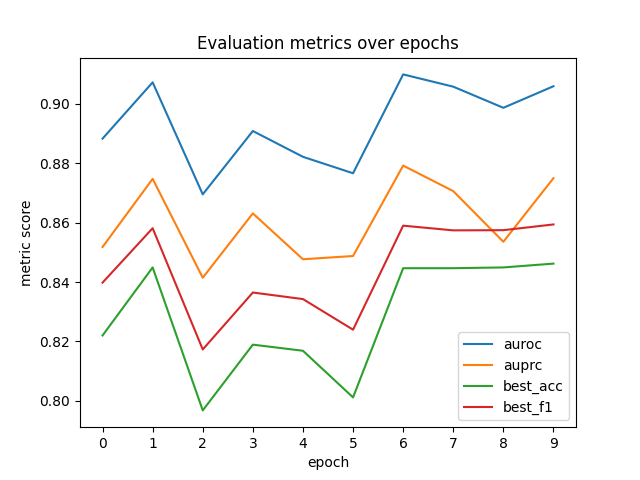 Evaluation metrics over epochs
metric score
0.90
0.88
0.86
0.84
0.82
0.80
auroc
auprc
best_acc
best_f1
0 1 2 3 4 5 6 7 8 9
epoch